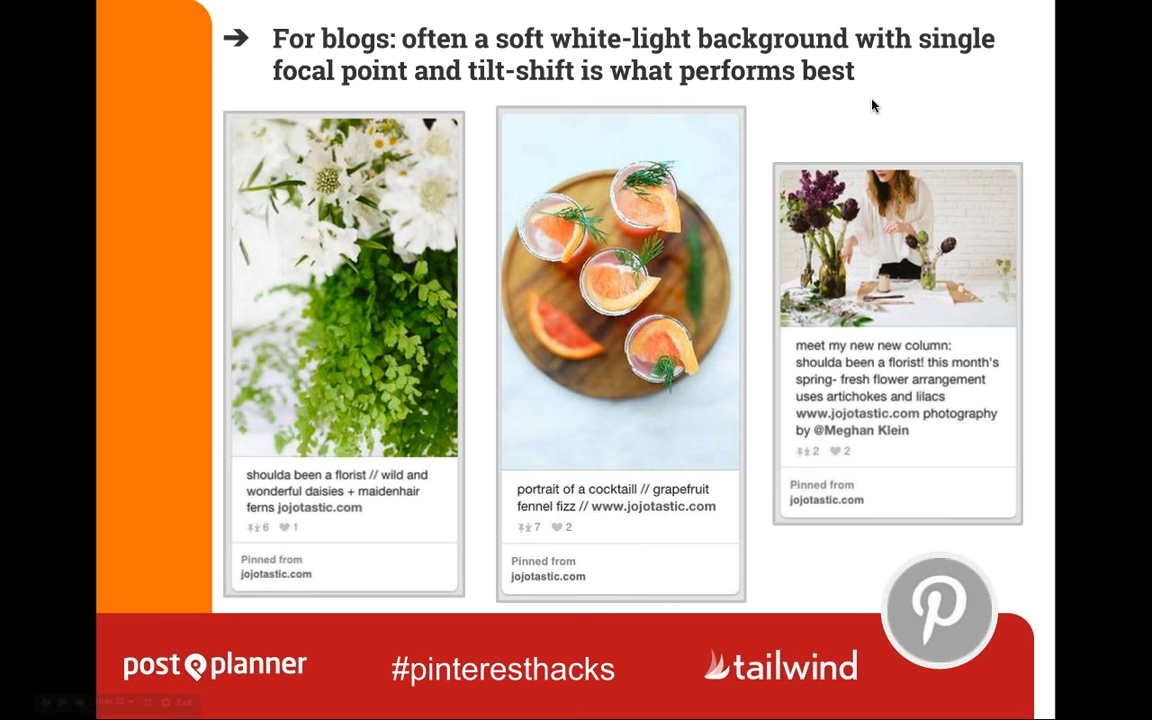 ➔ For blogs: often a soft white-light background with single
focal point and tilt-shift is what performs best
shoulda been a florist // wild and
wonderful daisies + maidenhair
ferns jojotastic.com
6 1
Pinned from
jojotastic.com
portrait of a cocktaill // grapefruit
fennel fizz // www.jojotastic.com
7 2
Pinned from
jojotastic.com
meet my new new column:
shoulda been a florist! this month's
spring- fresh flower arrangement
uses artichokes and lilacs
www.jojotastic.com photography
by @Meghan Klein
2 2
Pinned from
jojotastic.com
post planner
#pinteresthacks
tailwind
Exit